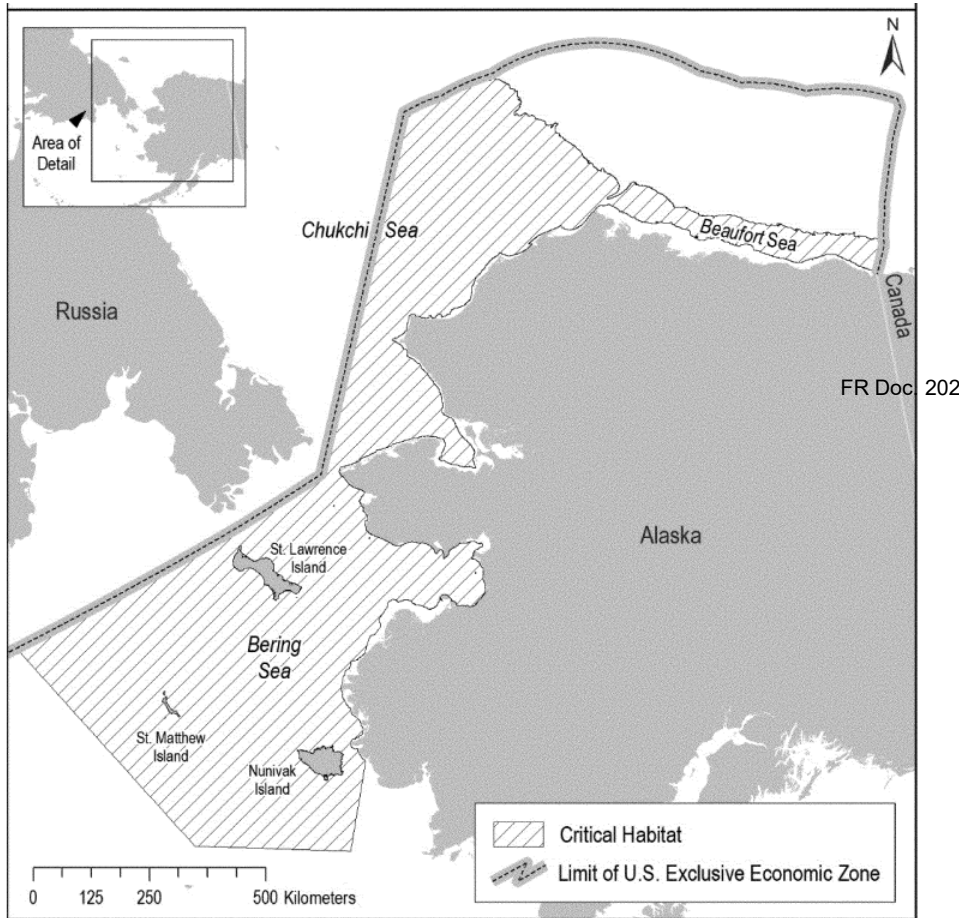 N
Area of
Detail
Chukchi Sea
Beaufort Sea
Russia
Canada
FR Doc. 202
Alaska
St. Lawrence
Island
Bering
Sea
St. Matthew
Island
Nunivak
Island
Critical Habitat
Limit of U.S. Exclusive Economic Zone
0 125 250 500 Kilometers